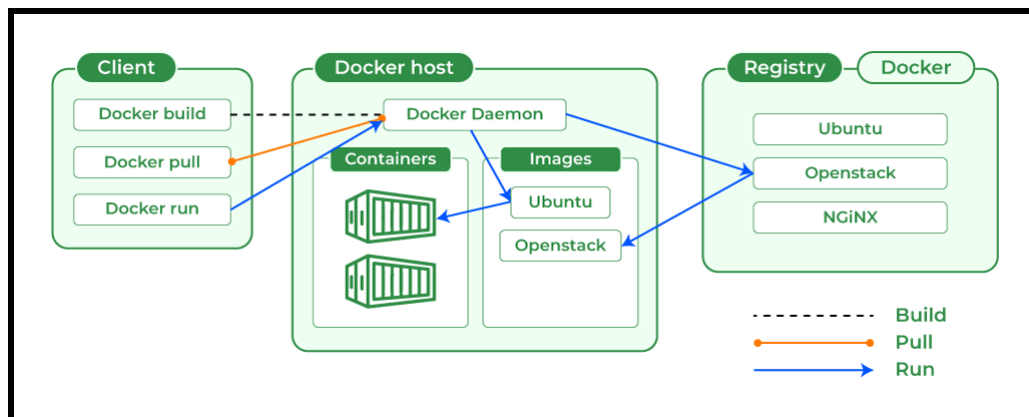 Client
Docker build
Docker pull
Docker run
Docker host
Docker Daemon
Containers
Images
Ubuntu
Openstack
Registry
Docker
Ubuntu
Openstack
NGiNX
Build
Pull
Run